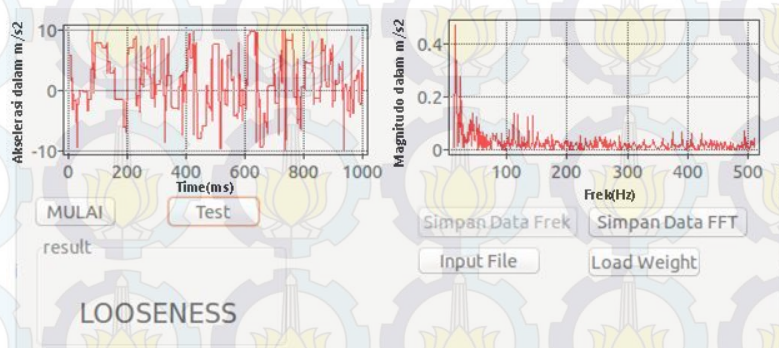 Akselerasi dalam m/s2
10
0
-10
0 200 400 600 800 1000
Time(ms)
Magnitudo dalam m/s2
0.4
0.2
0
100 200 300 400 500
Frek(Hz)
MULAI Test
Simpan Data Frek Simpan Data FFT
Input File Load Weight
result
LOOSENESS